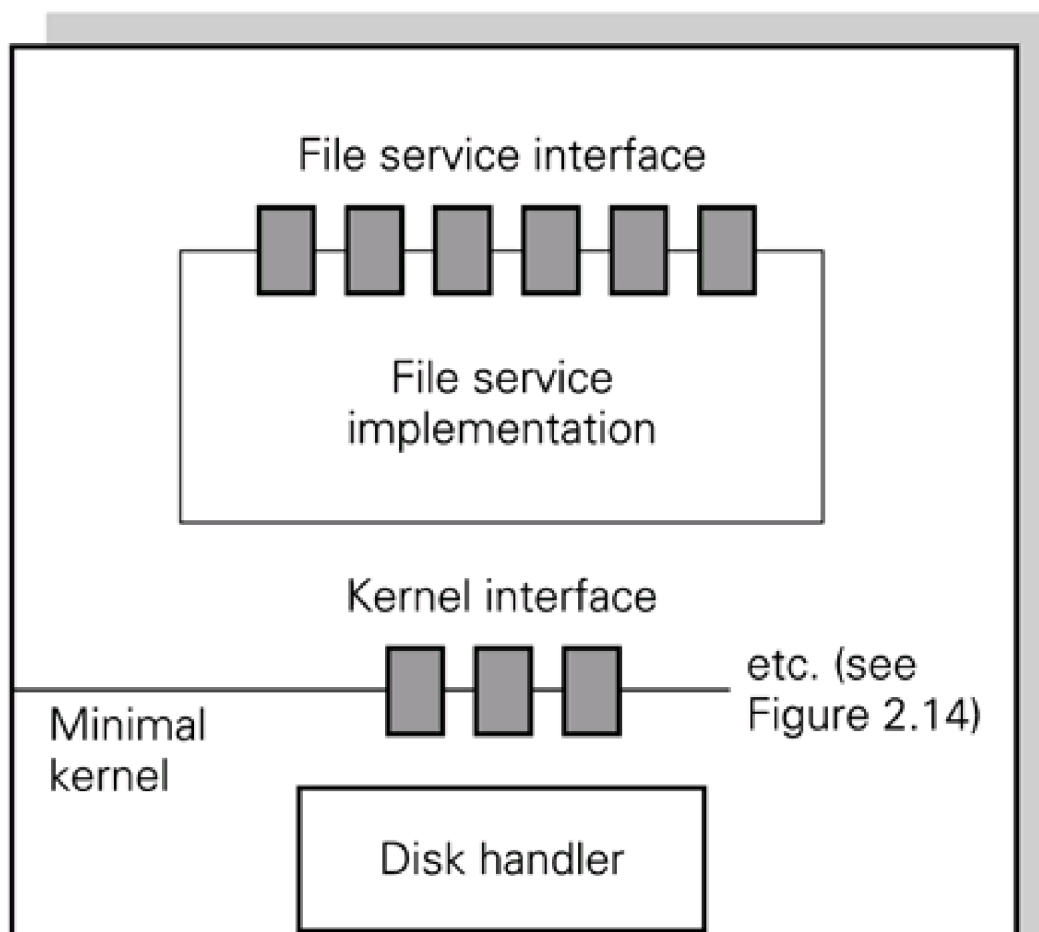 File service interface
File service
implementation
Kernel interface
etc. (see
Figure 2.14)
Minimal
kernel
Disk handler